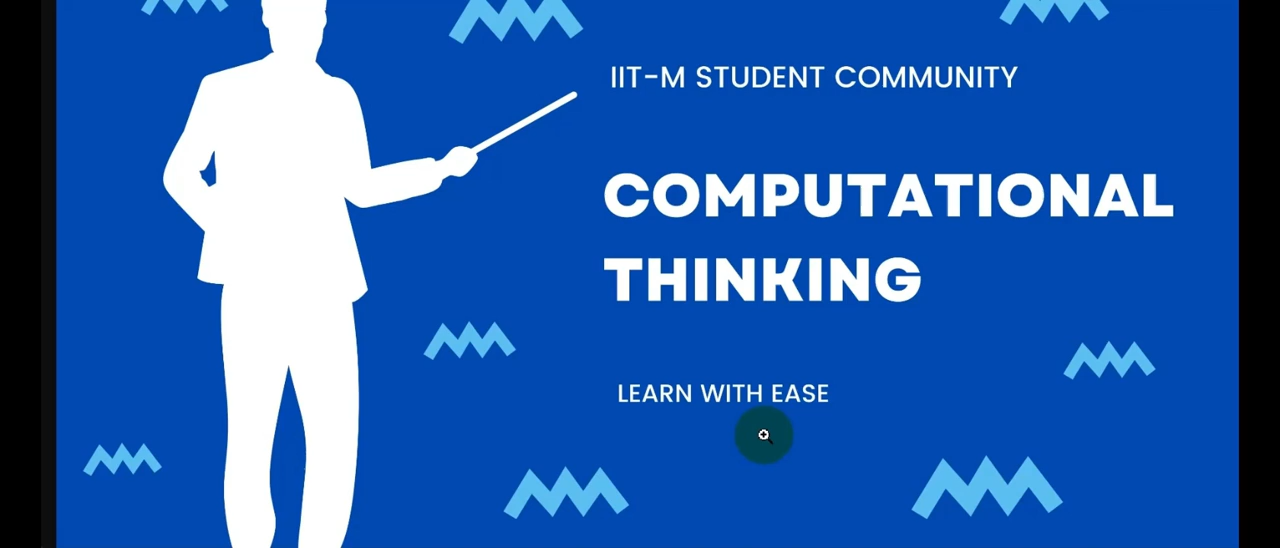 IIT-M STUDENT COMMUNITY
COMPUTATIONAL
THINKING
LEARN WITH EASE